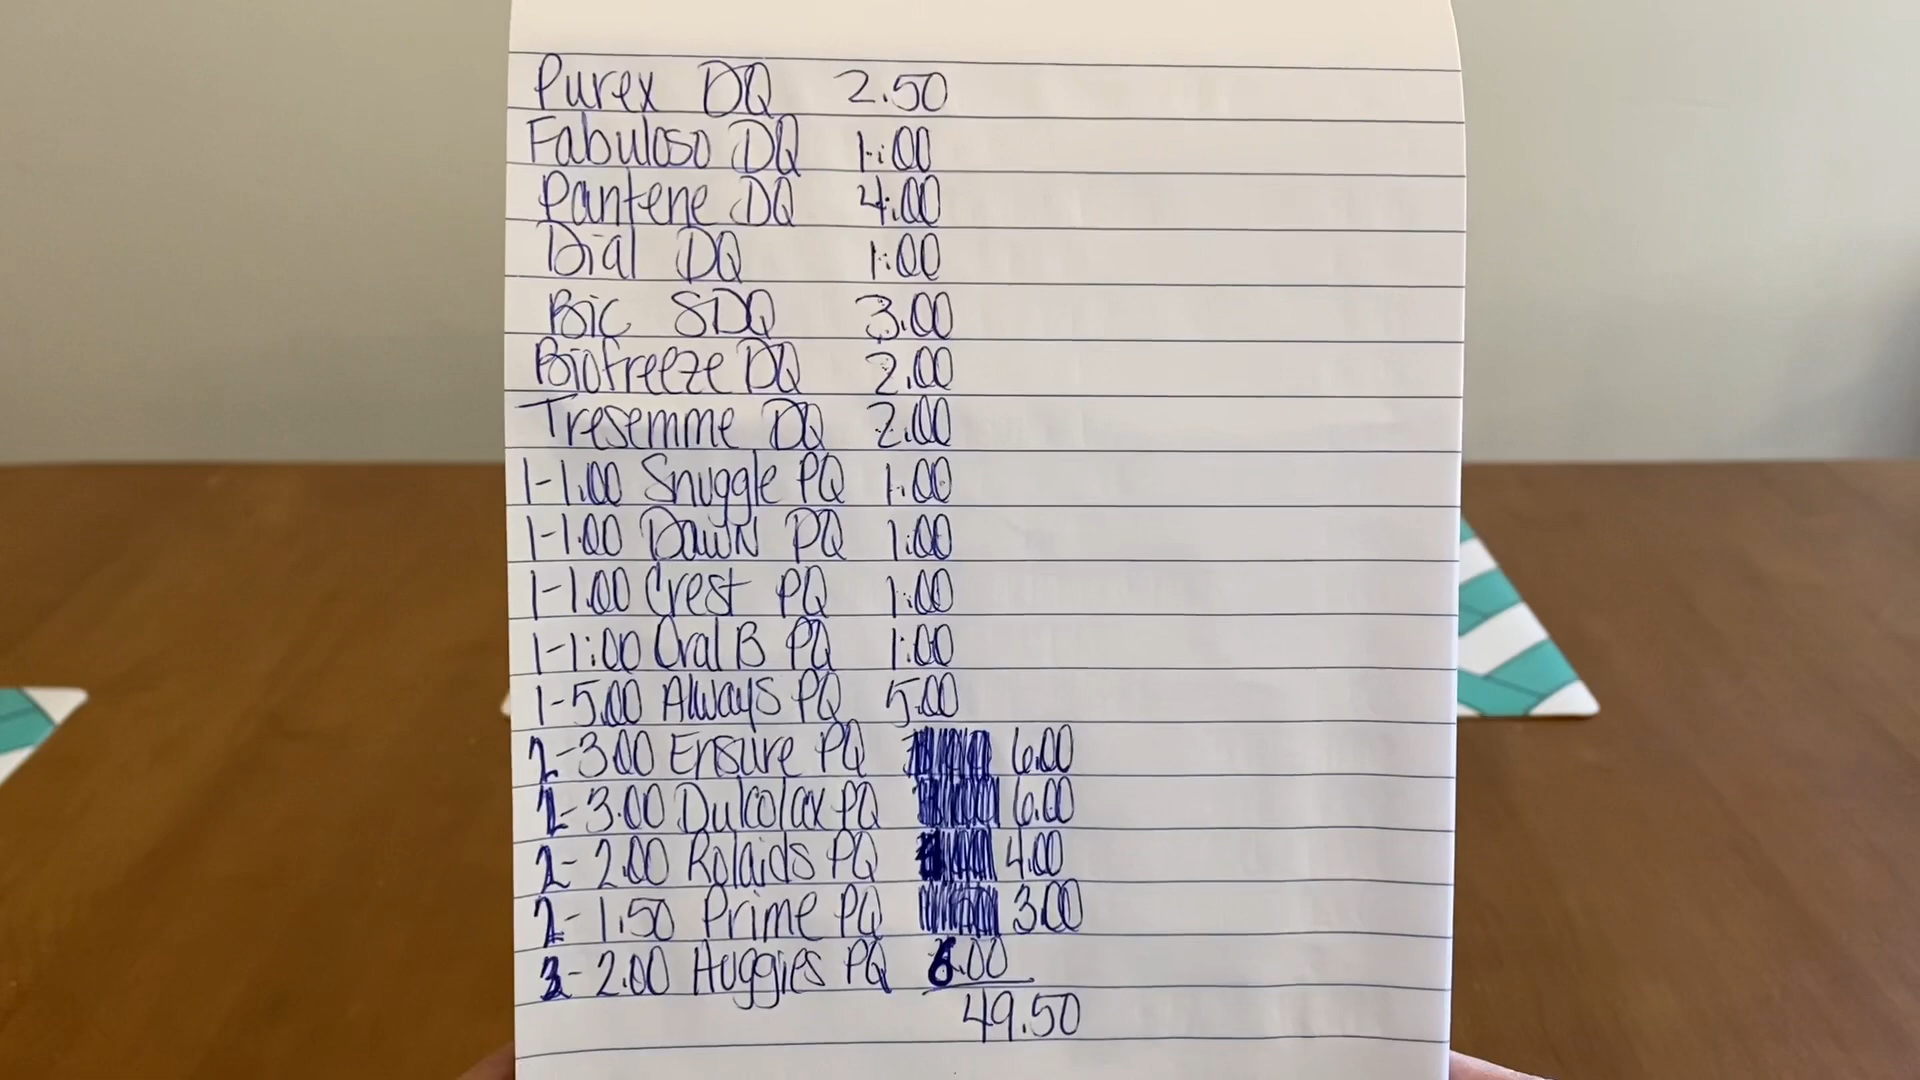 Purex DQ 2.50
Fabuloso DQ 1.00
Pantene DQ 4.00
Dial DQ 1.00
Bic SDQ 3.00
Biofreeze DQ 2.00
Tresemme DQ 2.00
1-1.00 Snuggle PQ 1.00
1-1.00 Dawn PQ 1.00
1-1.00 Crest PQ 1.00
1-1.00 Oral B PQ 1.00
1-5.00 Always PQ 5.00
2-3.00 Ensure PQ 6.00
2-3.00 Dulcolax PQ 6.00
2-2.00 Rolaids PQ 4.00
2-1.50 Prime PQ 3.00
3-2.00 Huggies PQ 6.00
49.50